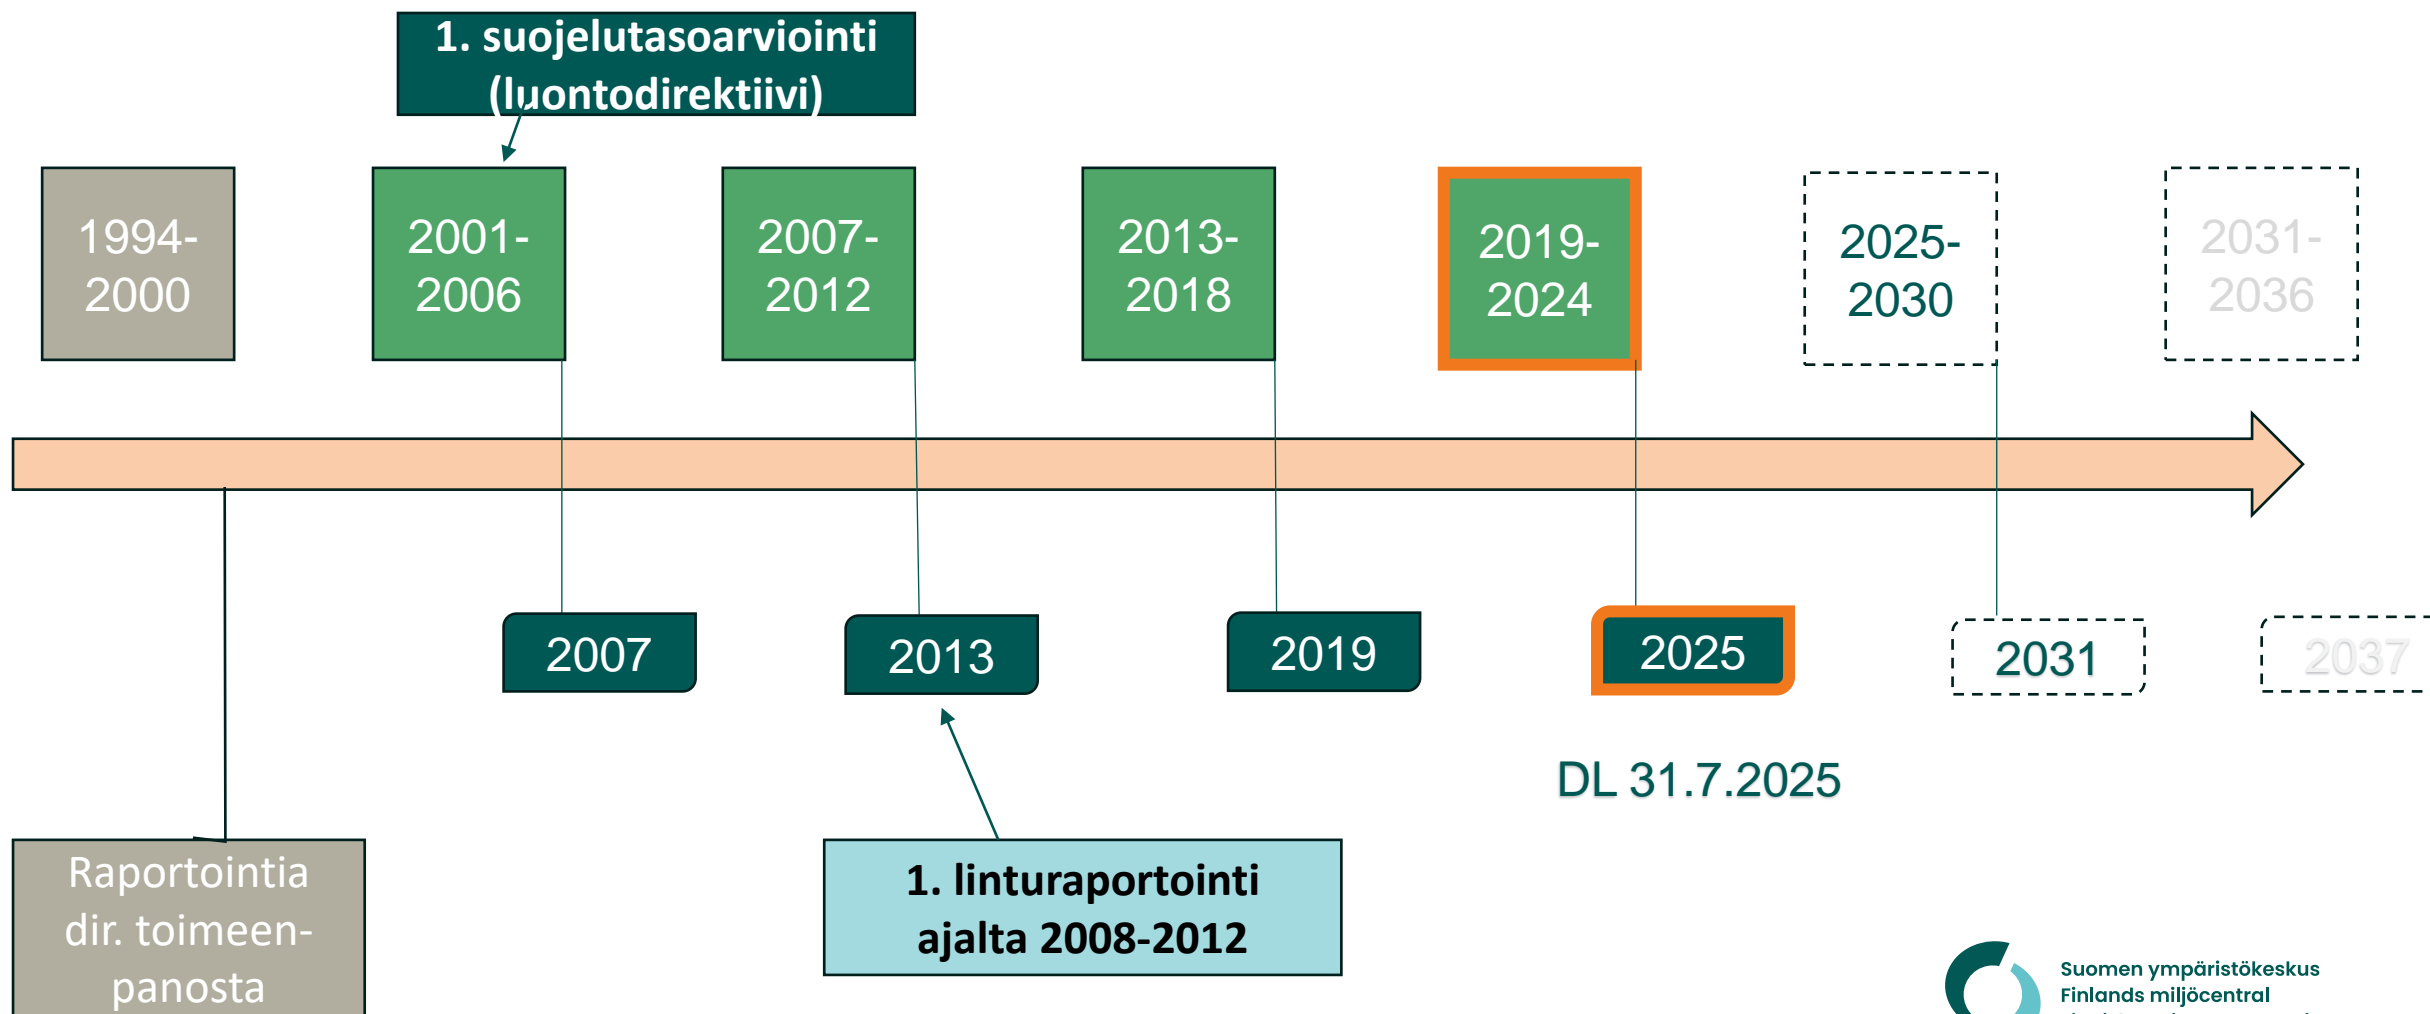 1. suojelutasoarviointi
(luontodirektiivi)
1994-
2000
2001-
2006
2007-
2012
2013-
2018
2019-
2024
2025-
2030
2031-
2036
2007
2013
2019
2025
2031
2037
DL 31.7.2025
Raportointia
dir. toimeen-
panosta
1. linturaportointi
ajalta 2008-2012
Suomen ympäristökeskus
Finlands miljöcentral